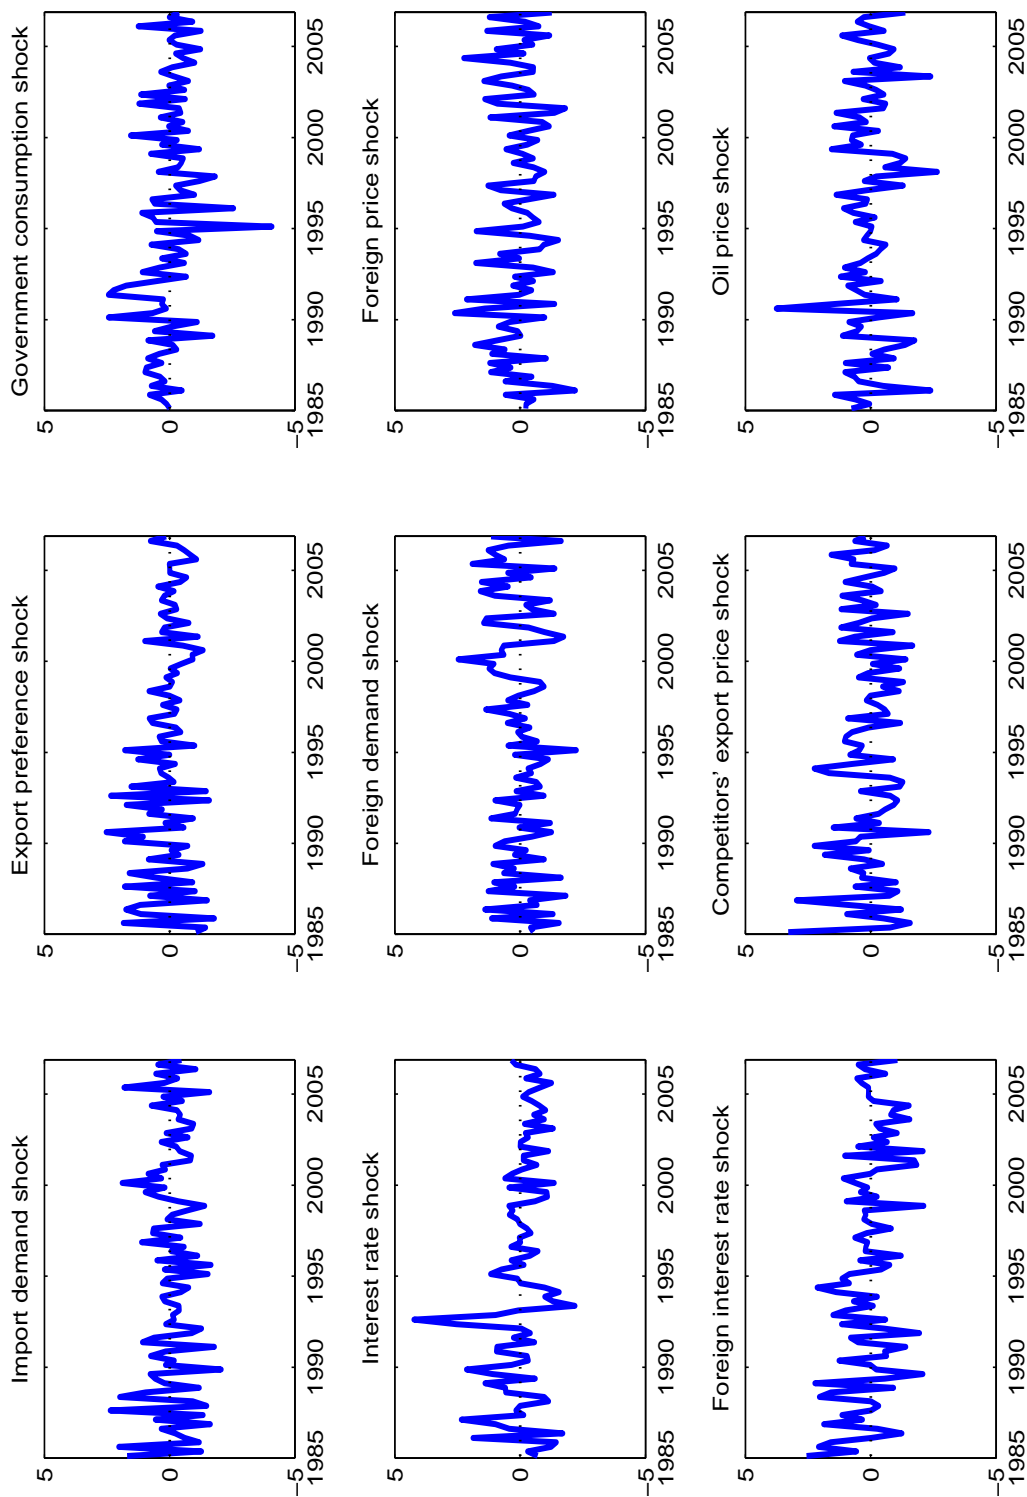 Import demand shock
5
0
−5
1985 1990 1995 2000 2005
Export preference shock
5
0
−5
1985 1990 1995 2000 2005
Government consumption shock
5
0
−5
1985 1990 1995 2000 2005
Interest rate shock
5
0
−5
1985 1990 1995 2000 2005
Foreign demand shock
5
0
−5
1985 1990 1995 2000 2005
Foreign price shock
5
0
−5
1985 1990 1995 2000 2005
Foreign interest rate shock
5
0
−5
1985 1990 1995 2000 2005
Competitors' export price shock
5
0
−5
1985 1990 1995 2000 2005
Oil price shock
5
0
−5
1985 1990 1995 2000 2005